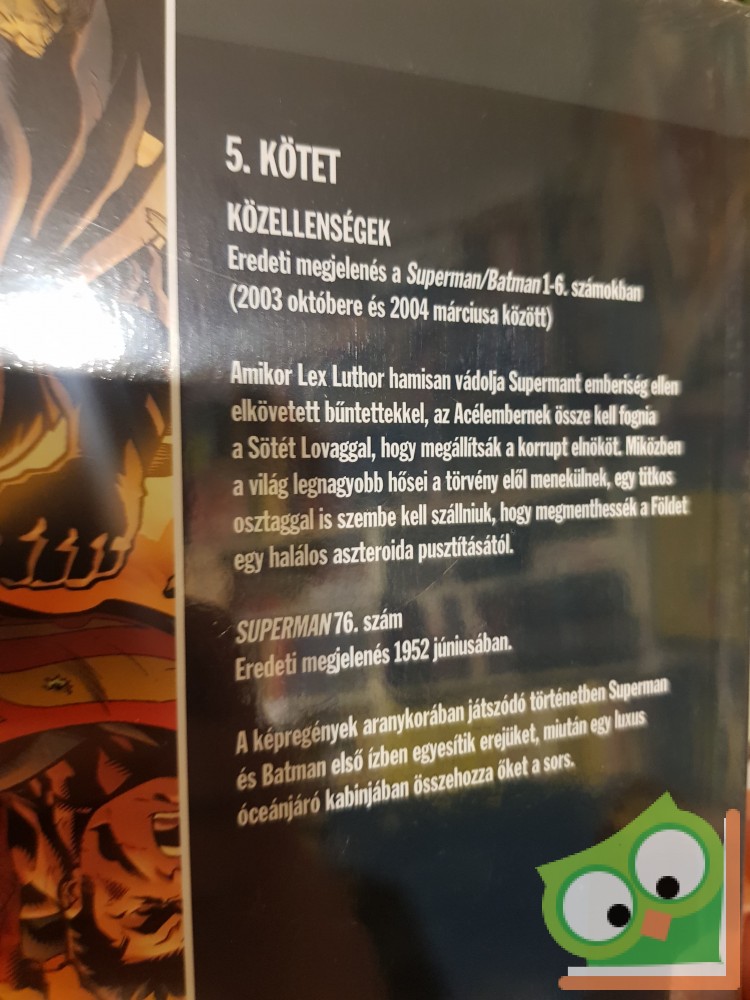 5. KÖTET
KÖZELLENSÉGEK
Eredeti megjelenés a Superman/Batman 1-6. számokban
(2003 októbere és 2004 márciusa között)
Amikor Lex Luthor hamisan vádolja Supermant emberiség ellen
elkövetett bűntettekkel, az Acélembernek össze kell fognia
a Sötét Lovaggal, hogy megállítsák a korrupt elnököt. Miközben
a világ legnagyobb hősei a törvény elől menekülnek, egy titkos
osztaggal is szembe kell szállniuk, hogy megmenthessék a Földet
egy halálos aszteroida pusztításától.
SUPERMAN 76. szám
Eredeti megjelenés 1952 júniusában.
A képregények aranykorában játszódó történetben Superman
és Batman első ízben egyesítik erejüket, miután egy luxus
óceánjáró kabinjában összehozza őket a sors.